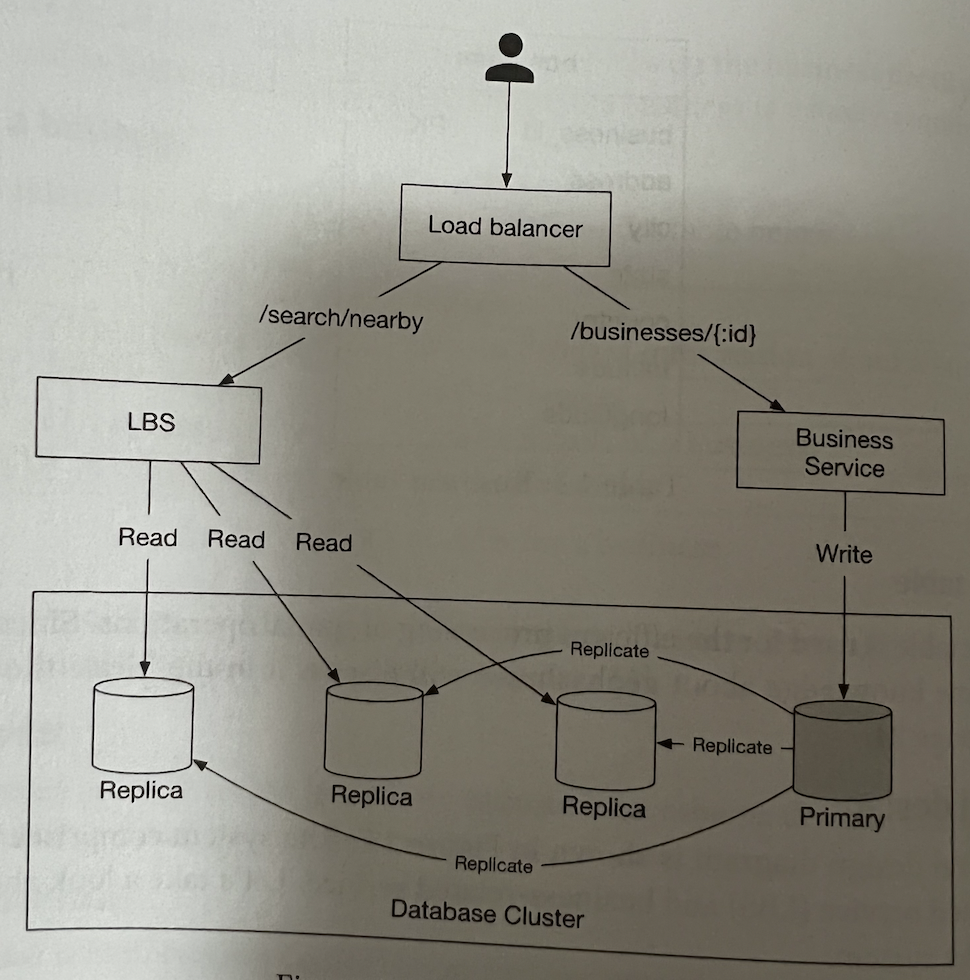 Load balancer
/search/nearby
/businesses/{:id}
LBS
Business
Service
Read
Read
Read
Write
Replicate
Replicate
Replica
Replica
Replica
Primary
Replicate
Database Cluster